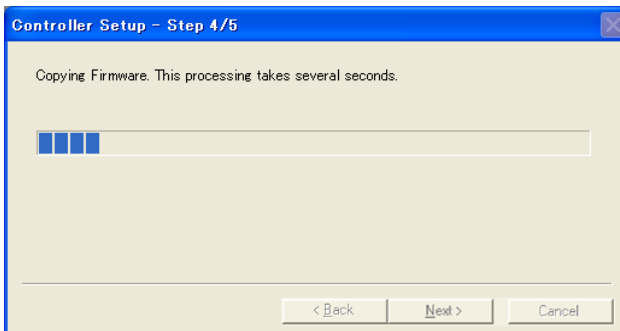 Controller Setup - Step 4/5
Copying Firmware. This processing takes several seconds.
< Back
Next >
Cancel